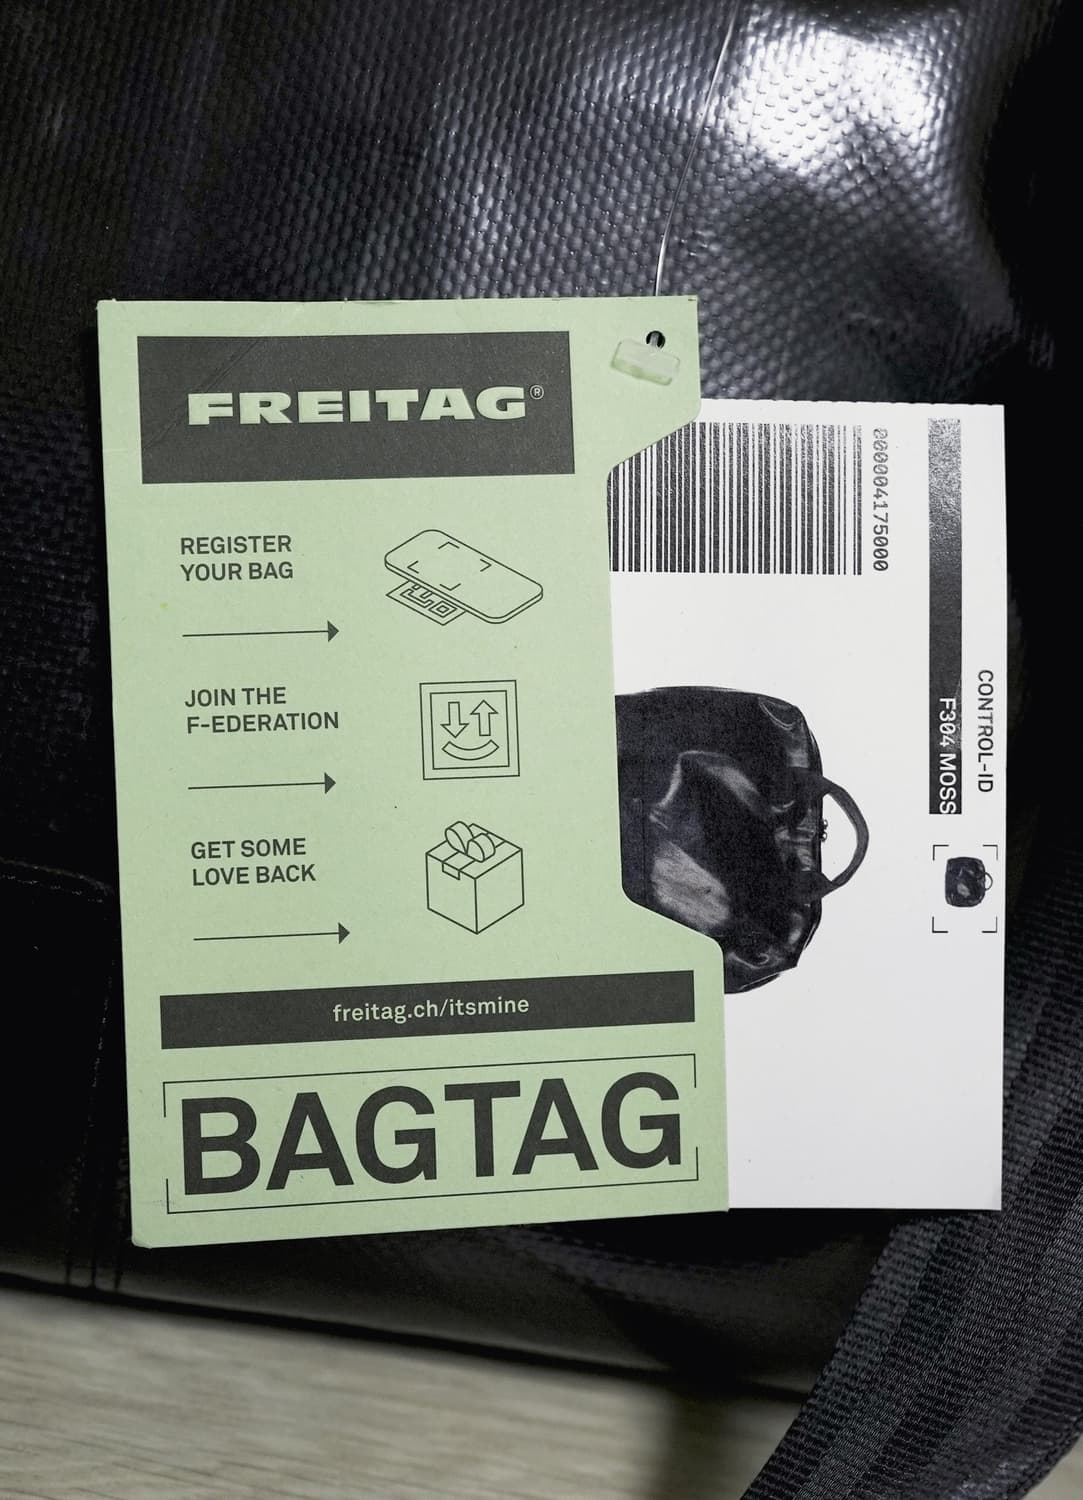 FREITAG®
REGISTER
YOUR BAG
JOIN THE
F-EDERATION
GET SOME
LOVE BACK
freitag.ch/itsmine
BAGTAG
0000004175000
CONTROL-ID
F304 MOSS